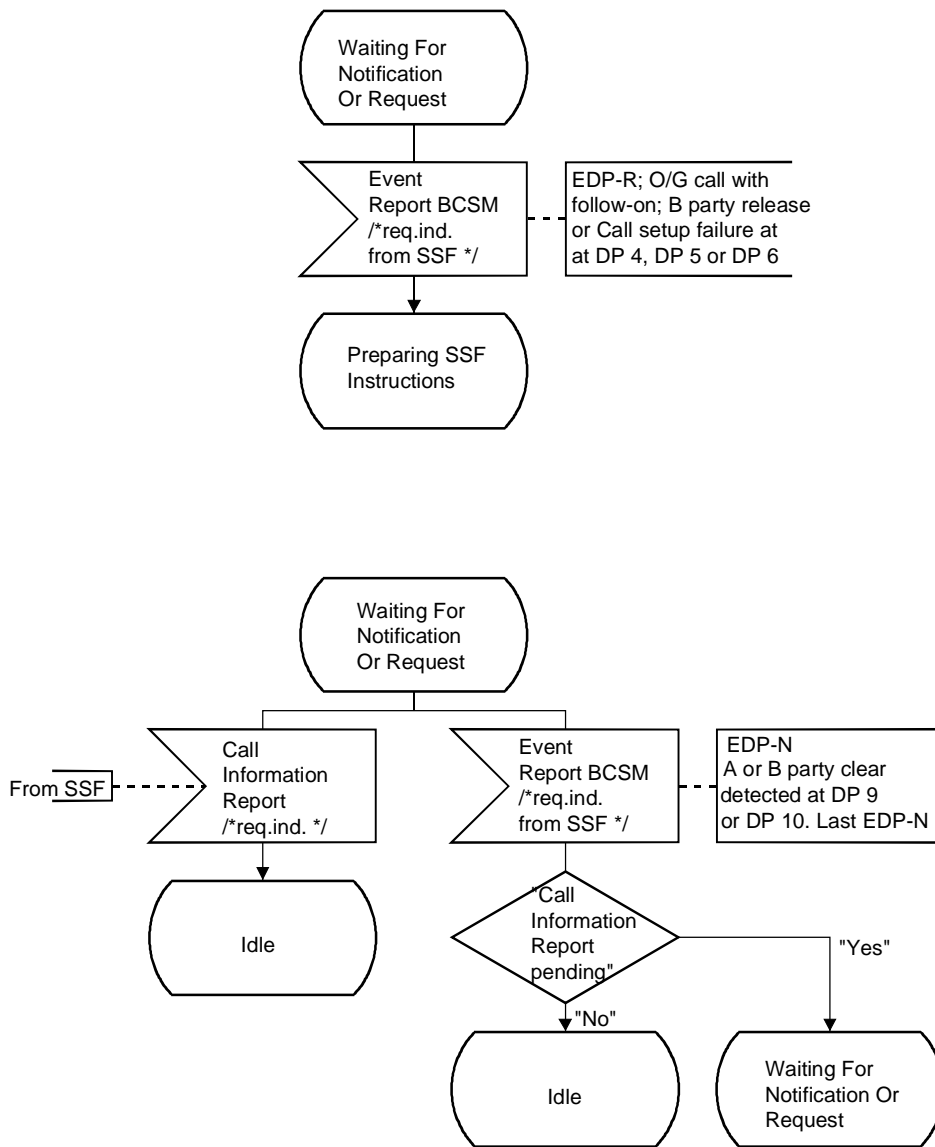 Waiting For
Notification
Or Request
Event
Report BCSM
/*req.ind.
from SSF */
EDP-R; O/G call with
follow-on; B party release
or Call setup failure at
at DP 4, DP 5 or DP 6
Preparing SSF
Instructions
Waiting For
Notification
Or Request
From SSF
Call
Information
Report
/*req.ind. */
Event
Report BCSM
/*req.ind.
from SSF */
EDP-N
A or B party clear
detected at DP 9
or DP 10. Last EDP-N
Idle
"Call
Information
Report
pending"
"Yes"
"No"
Idle
Waiting For
Notification Or
Request